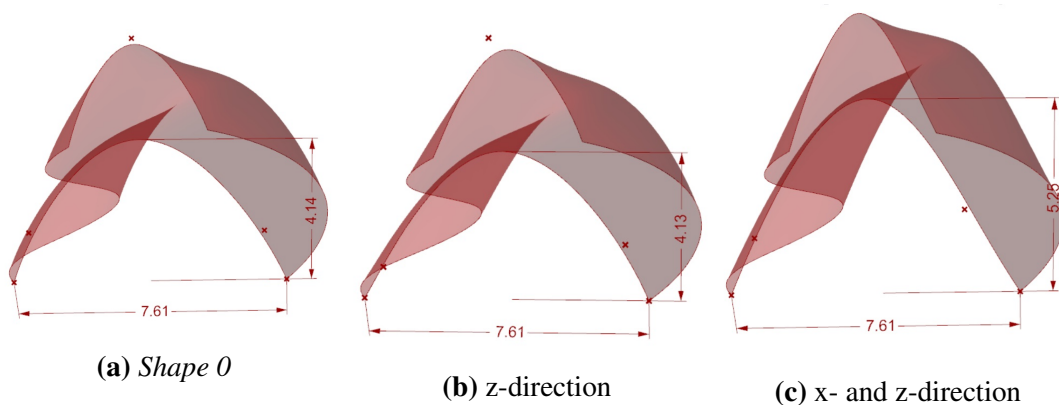 4.14
7.61
(a) Shape 0
4.13
7.61
(b) z-direction
5.25
7.61
(c) x- and z-direction